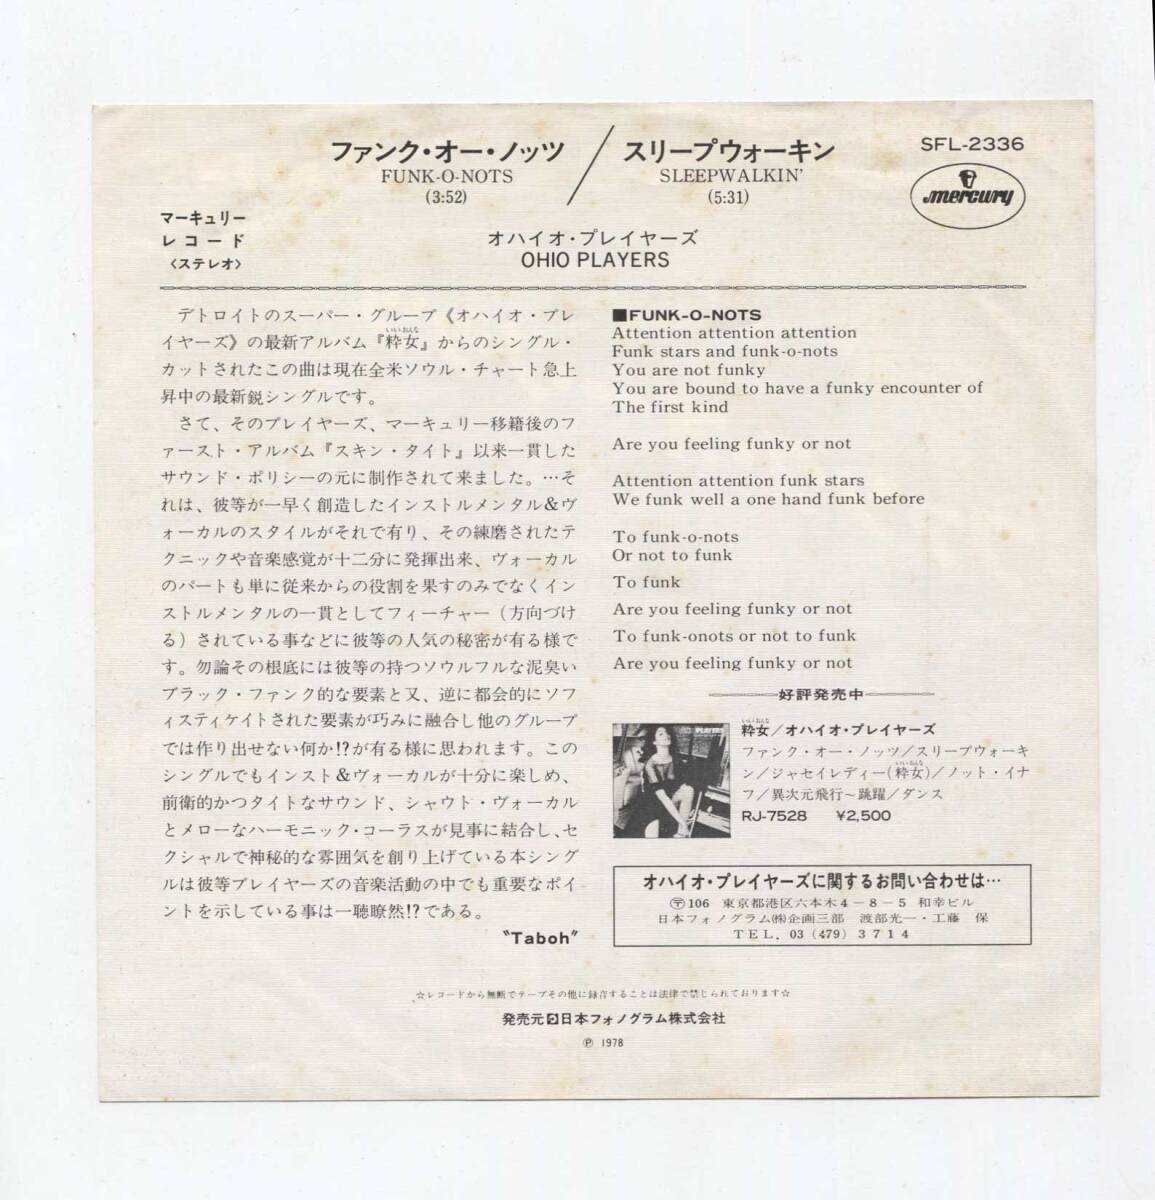 ファンク・オー・ノッツ／スリープウォーキン
FUNK-O-NOTS SLEEPWALKIN'
(3:52) (5:31)
SFL-2336
mercury
マーキュリー
レコード
〈ステレオ〉
オハイオ・プレイヤーズ
OHIO PLAYERS
デトロイトのスーパー・グループ《オハイオ・プレ
イヤーズ》の最新アルバム『粋女』からのシングル・
いいおんな
カットされたこの曲は現在全米ソウル・チャート急上
昇中の最新鋭シングルです。
さて、そのプレイヤーズ、マーキュリー移籍後のフ
ァースト・アルバム『スキン・タイト』以来一貫した
サウンド・ポリシーの元に制作されて来ました。…そ
れは、彼等が一早く創造したインストルメンタル&ヴ
ォーカルのスタイルがそれで有り、その練磨されたテ
クニックや音楽感覚が十二分に発揮出来、ヴォーカル
のパートも単に従来からの役割を果すのみでなくイン
ストルメンタルの一貫としてフィーチャー（方向づけ
る）されている事などに彼等の人気の秘密が有る様で
す。勿論その根底には彼等の持つソウルフルな泥臭い
ブラック・ファンク的な要素と又、逆に都会的にソフ
ィスティケイトされた要素が巧みに融合し他のグループ
では作り出せない何か!?が有る様に思われます。この
シングルでもインスト&ヴォーカルが十分に楽しめ、
前衛的かつタイトなサウンド、シャウト・ヴォーカル
とメローなハーモニック・コーラスが見事に結合し、セ
クシャルで神秘的な雰囲気を創り上げている本シング
ルは彼等プレイヤーズの音楽活動の中でも重要なポイ
ントを示している事は一聴瞭然!?である。
"Taboh"
■FUNK-O-NOTS
Attention attention attention
Funk stars and funk-o-nots
You are not funky
You are bound to have a funky encounter of
The first kind
Are you feeling funky or not
Attention attention funk stars
We funk well a one hand funk before
To funk-o-nots
Or not to funk
To funk
Are you feeling funky or not
To funk-onots or not to funk
Are you feeling funky or not
好評発売中
PLAYERS
いいおんな
粋女／オハイオ・プレイヤーズ
ファンク・オー・ノッツ／スリープウォーキ
いいおんな
ン／ジャセイレディー(粋女)／ノット・イナ
フ／異次元飛行～跳躍／ダンス
RJ-7528 ¥2,500
オハイオ・プレイヤーズに関するお問い合わせは…
〒106 東京都港区六本木4-8-5 和幸ビル
日本フォノグラム㈱企画三部 渡部光一・工藤 保
TEL. 03 (479) 3714
☆レコードから無断でテープその他に録音することは法律で禁じられております☆
発売元 日本フォノグラム株式会社
Ⓟ 1978